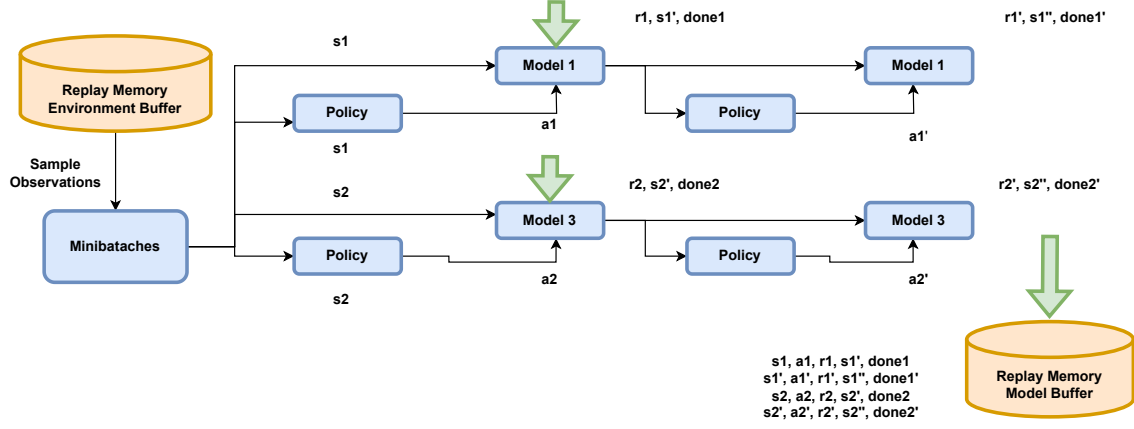 r1, s1', done1
r1', s1'', done1'
s1
Replay Memory
Environment Buffer
Model 1
Model 1
Policy
a1
Policy
a1'
s1
Sample
Observations
s2
r2, s2', done2
r2', s2'', done2'
Minibataches
Model 3
Model 3
Policy
a2
Policy
a2'
s2
s1, a1, r1, s1', done1
s1', a1', r1', s1'', done1'
s2, a2, r2, s2', done2
s2', a2', r2', s2'', done2'
Replay Memory
Model Buffer